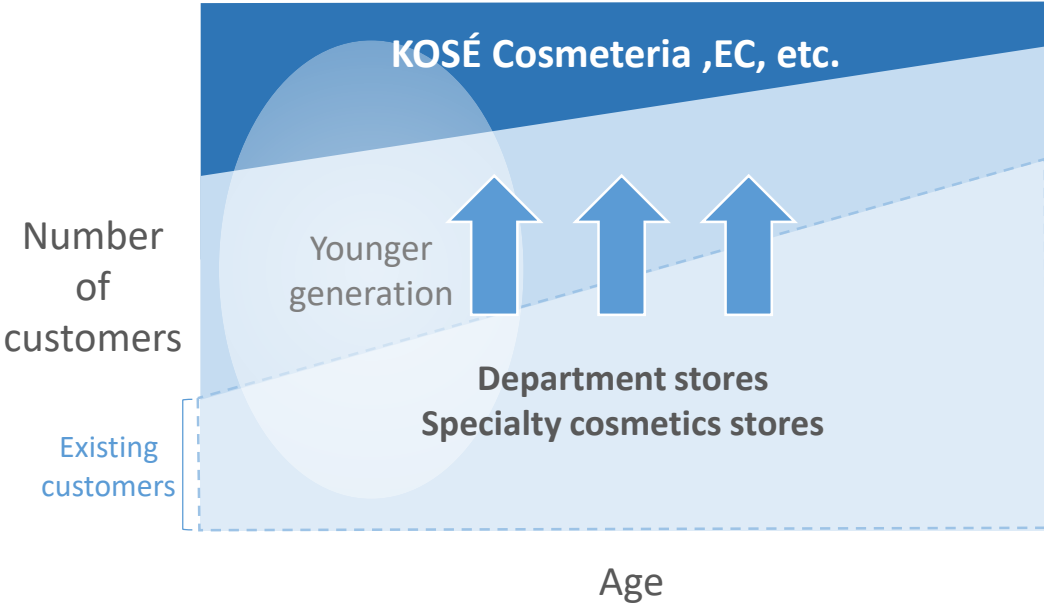 KOSÉ Cosmeteria ,EC, etc.
Number
of
customers
Younger
generation
Department stores
Specialty cosmetics stores
Existing
customers
Age